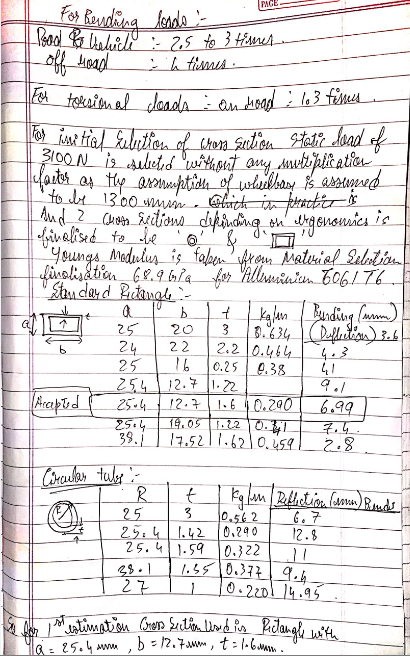 PAGE
For Bending loads :-
Road Vehicle :- 2.5 to 3 times.
off road :- 4 times.
For torsional loads :- on road : 1.3 times.
For initial Selection of cross section static load of
3100 N is selected without any multiplication
factor as the assumption of wheelbase is assumed
to be 1300 mm. which in practice is
And 2 cross sections depending on ergonomics is
finalised to be &
Youngs Modulus is taken from Material Selection
finalisation 68.9 GPa for Alluminium 6061 T6.
Standard Rectangle :-
a b t kg/m Bending (mm)
(Deflection)
25 20 3 0.634 3.6
24 22 2.2 0.464 4.3
25 16 0.25 0.38 41
25.4 12.7 1.22 9.1
Accepted 25.4 12.7 1.6 0.290 6.99
25.4 19.05 1.22 7.4
38.1 17.52 1.62 0.459 2.8
a
b
Circular tubes :-
R t kg/m Deflection (mm)
25 3 0.562 6.7
25.4 1.42 0.290 12.8
25.4 1.59 0.322 11
38.1 1.35 0.377 9.4
27 1 0.220 14.95
R
t
So for 1st estimation Cross Section Used is Rectangle with
a = 25.4 mm, b = 12.7 mm, t = 1.6 mm.